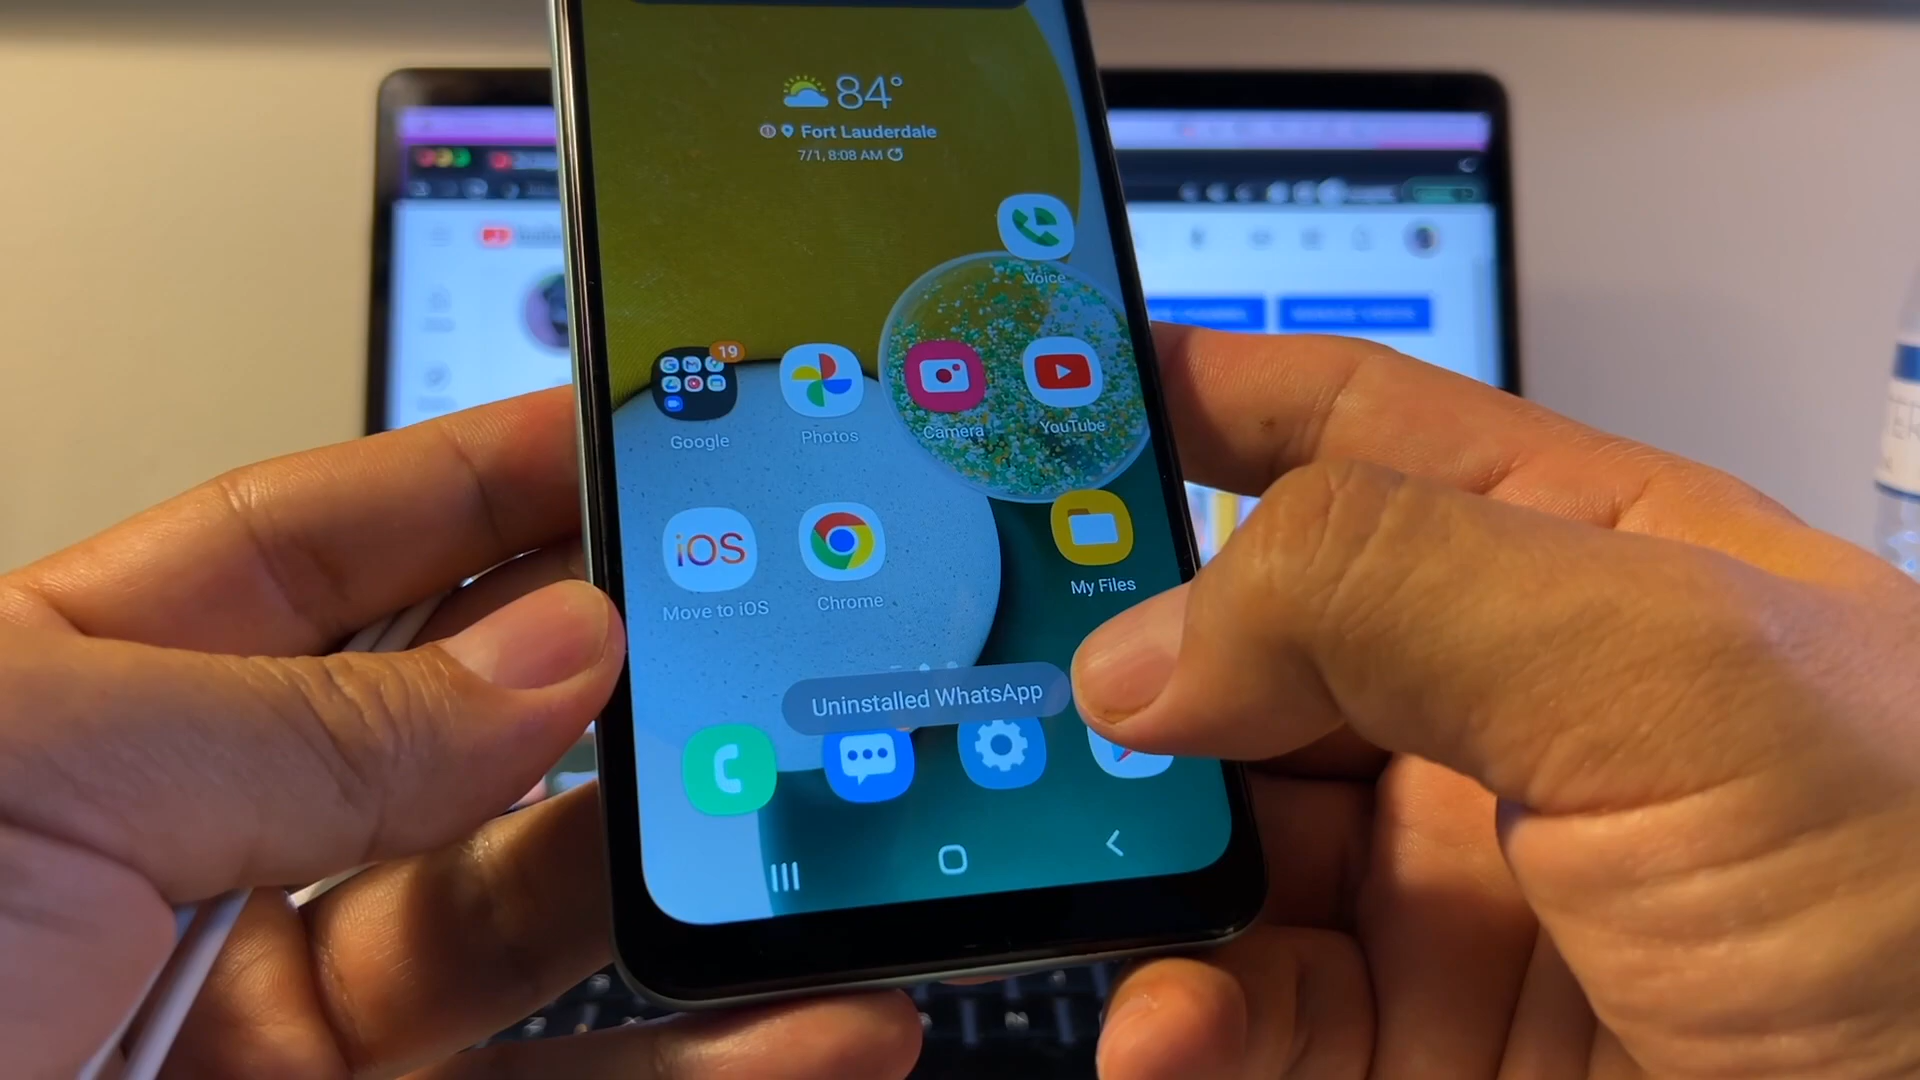 84°
Fort Lauderdale
7/1, 8:08 AM
Voice
19
Google
Photos
Camera
YouTube
iOS
Move to iOS
Chrome
My Files
Uninstalled WhatsApp